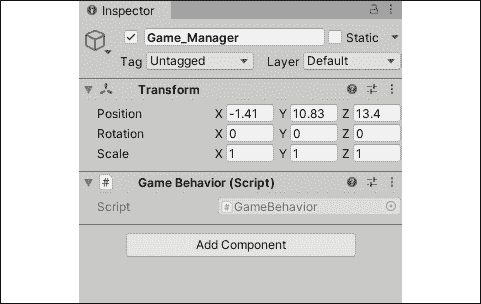 Inspector
Game_Manager Static
Tag Untagged Layer Default
Transform
Position X -1.41 Y 10.83 Z 13.4
Rotation X 0 Y 0 Z 0
Scale X 1 Y 1 Z 1
# Game Behavior (Script)
Script # GameBehavior
Add Component